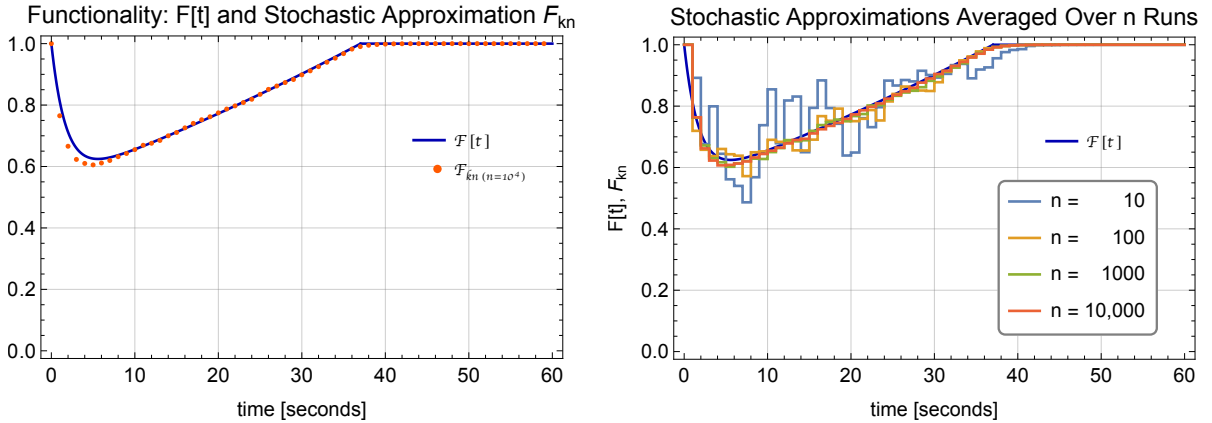 Functionality: F[t] and Stochastic Approximation F_kn
1.0
0.8
0.6
0.4
0.2
0.0
F[t]
F_kn (n=10^4)
0 10 20 30 40 50 60
time [seconds]
Stochastic Approximations Averaged Over n Runs
F[t], F_kn
1.0
0.8
0.6
0.4
0.2
0.0
F[t]
n = 10
n = 100
n = 1000
n = 10,000
0 10 20 30 40 50 60
time [seconds]